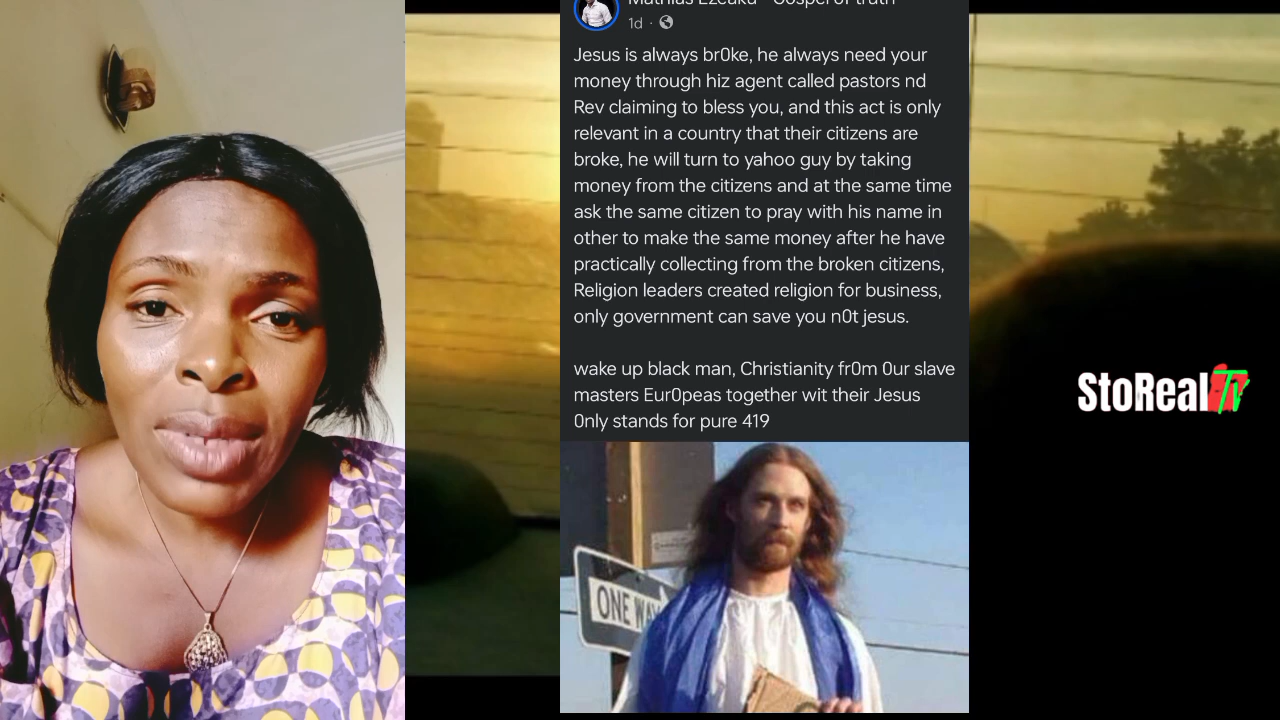 Mathias Ezeaku - Gospel of truth
1d ·
Jesus is always br0ke, he always need your
money through hiz agent called pastors nd
Rev claiming to bless you, and this act is only
relevant in a country that their citizens are
broke, he will turn to yahoo guy by taking
money from the citizens and at the same time
ask the same citizen to pray with his name in
other to make the same money after he have
practically collecting from the broken citizens,
Religion leaders created religion for business,
only government can save you n0t jesus.
wake up black man, Christianity fr0m 0ur slave
masters Eur0peas together wit their Jesus
0nly stands for pure 419
ONE WAY
StoRealTv